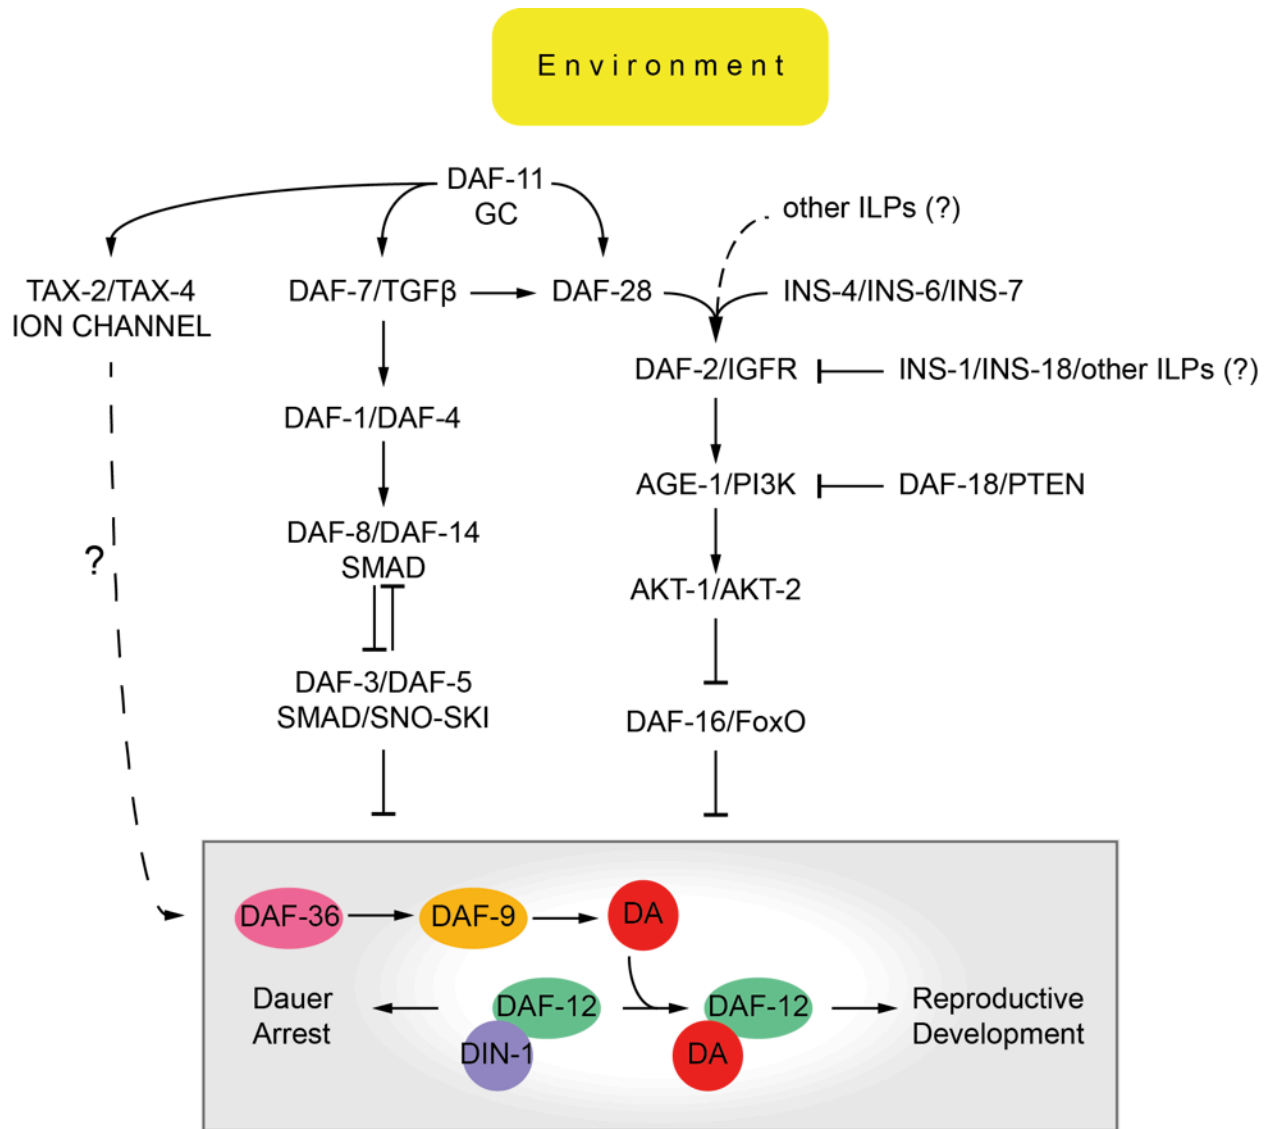 Environment
DAF-11
GC
other ILPs (?)
TAX-2/TAX-4
ION CHANNEL
DAF-7/TGFβ
DAF-28
INS-4/INS-6/INS-7
DAF-2/IGFR
INS-1/INS-18/other ILPs (?)
DAF-1/DAF-4
AGE-1/PI3K
DAF-18/PTEN
DAF-8/DAF-14
SMAD
?
AKT-1/AKT-2
DAF-3/DAF-5
SMAD/SNO-SKI
DAF-16/FoxO
DAF-36
DAF-9
DA
Dauer
Arrest
DAF-12
DIN-1
DAF-12
DA
Reproductive
Development